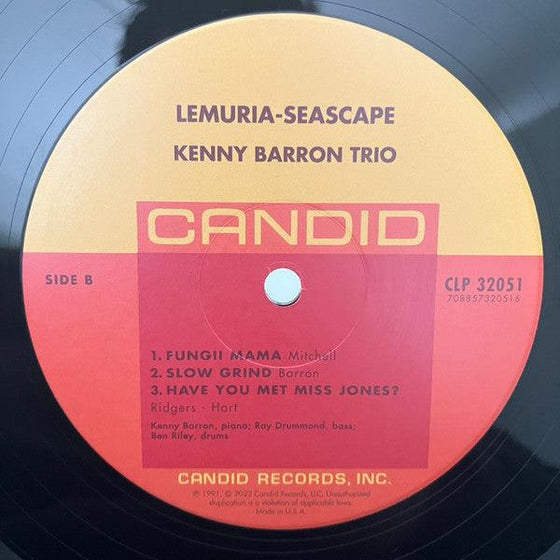 LEMURIA-SEASCAPE
KENNY BARRON TRIO
CANDID
SIDE B
CLP 32051
708857320516
1. FUNGII MAMA Mitchell
2. SLOW GRIND Barron
3. HAVE YOU MET MISS JONES?
Ridgers - Hart
Kenny Barron, piano; Ray Drummond, bass;
Ben Riley, drums
CANDID RECORDS, INC.
℗ 1991, © 2023 Candid Records, LLC, Unauthorized
duplication is a violation of applicable laws.
Made in U.S.A.